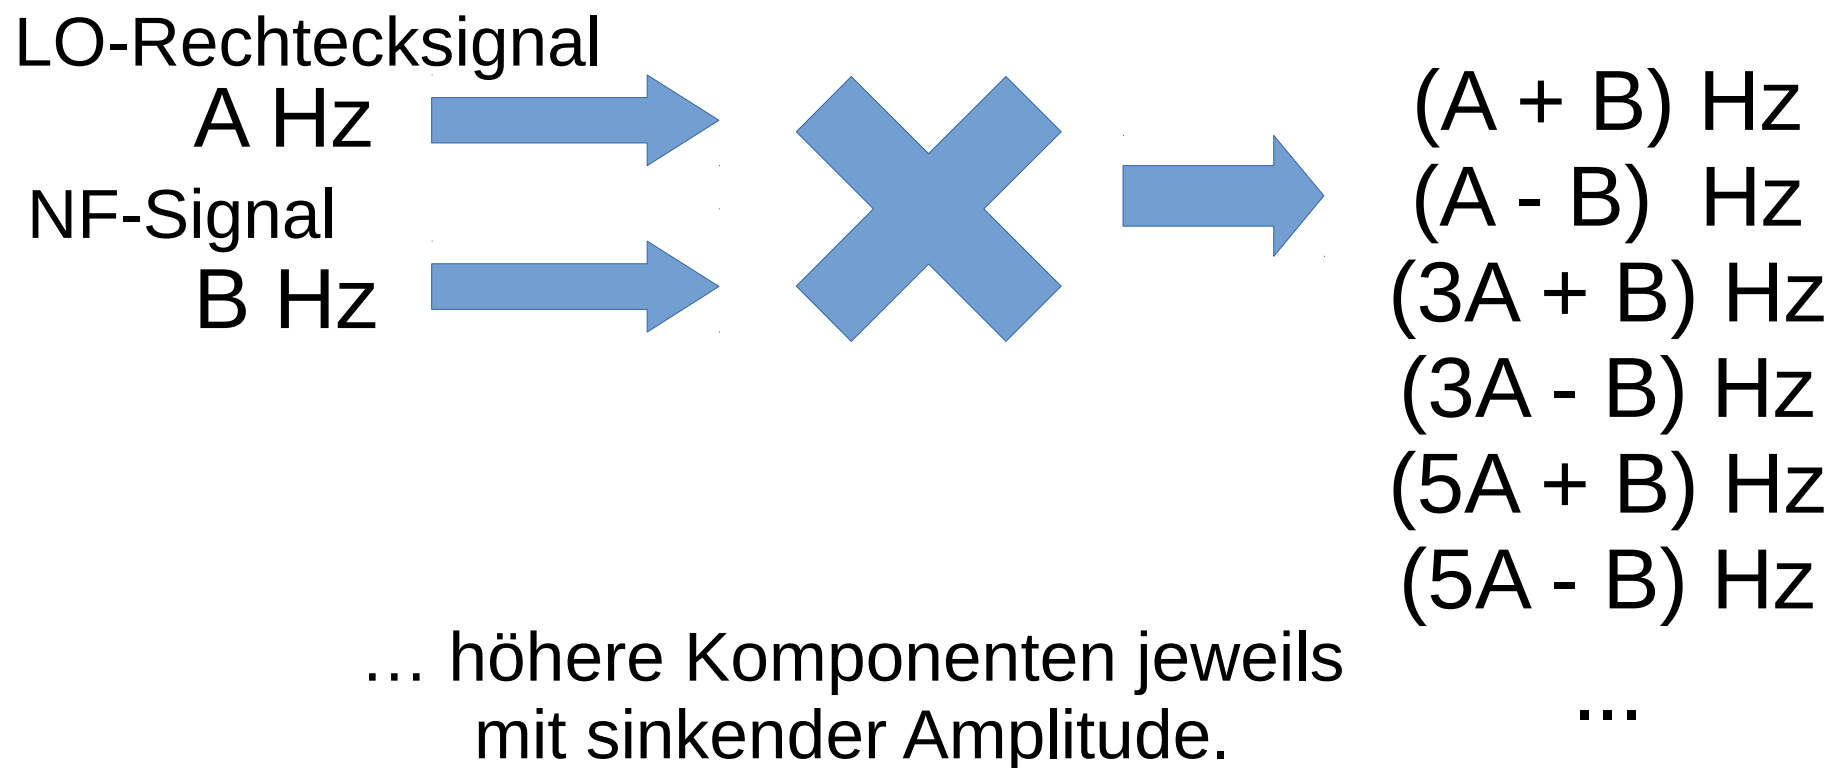 LO-Rechtecksignal
A Hz
NF-Signal
B Hz
(A + B) Hz
(A - B) Hz
(3A + B) Hz
(3A - B) Hz
(5A + B) Hz
(5A - B) Hz
...
... höhere Komponenten jeweils
mit sinkender Amplitude.